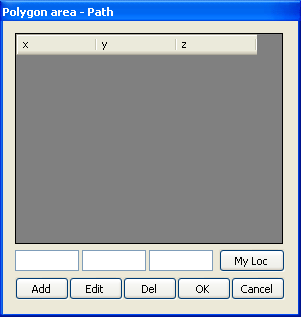 Polygon area - Path
x y z
My Loc
Add Edit Del OK Cancel